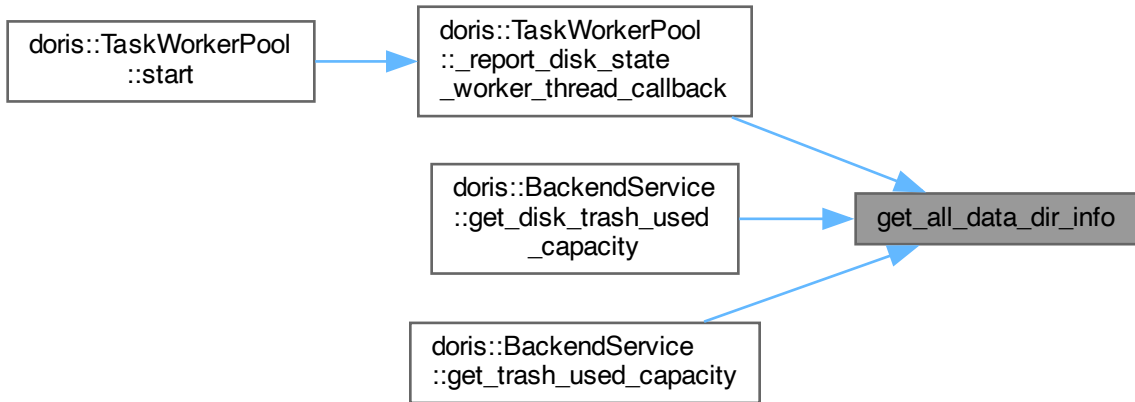 doris::TaskWorkerPool
::start
doris::TaskWorkerPool
::_report_disk_state
_worker_thread_callback
doris::BackendService
::get_disk_trash_used
_capacity
get_all_data_dir_info
doris::BackendService
::get_trash_used_capacity